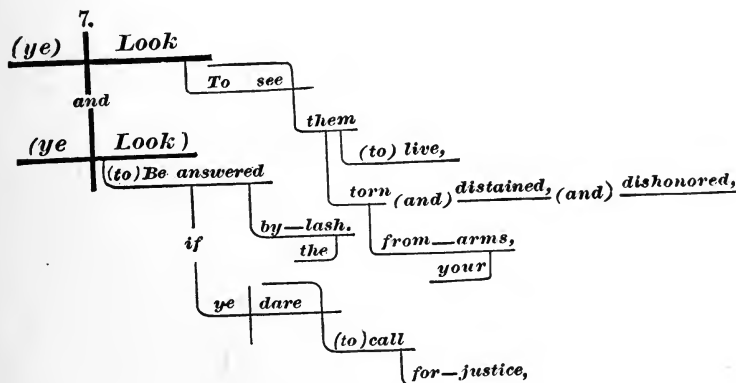 7.
(ye) Look
To see
and
them
(ye Look)
(to) live,
(to) Be answered
torn (and) distained, (and) dishonored,
by—lash.
if
the
from—arms,
your
ye dare
(to) call
for—justice,